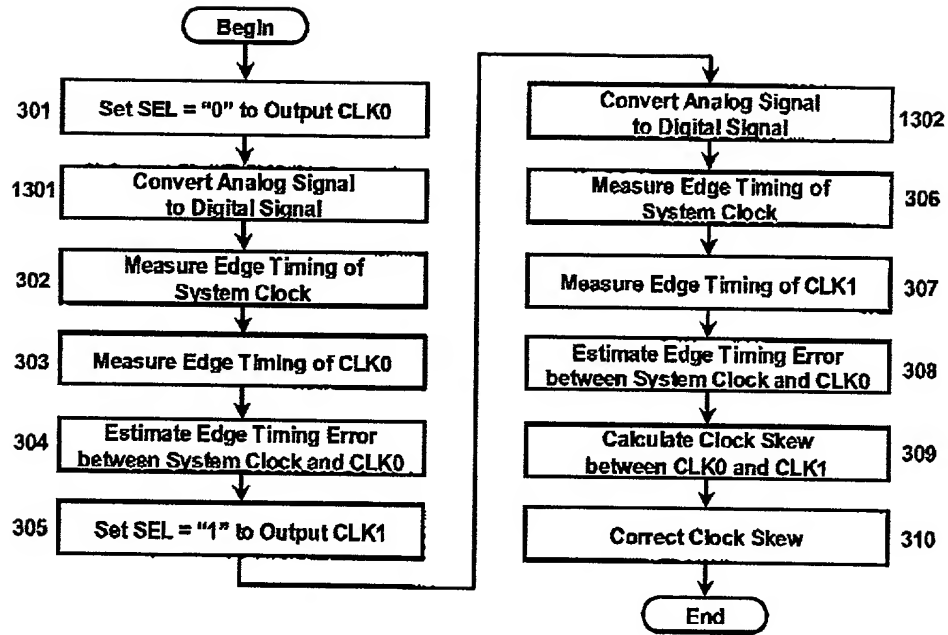 Begin
301
Set SEL = "0" to Output CLK0
1301
Convert Analog Signal
to Digital Signal
302
Measure Edge Timing of
System Clock
303
Measure Edge Timing of CLK0
304
Estimate Edge Timing Error
between System Clock and CLK0
305
Set SEL = "1" to Output CLK1
Convert Analog Signal
to Digital Signal
1302
Measure Edge Timing of
System Clock
306
Measure Edge Timing of CLK1
307
Estimate Edge Timing Error
between System Clock and CLK0
308
Calculate Clock Skew
between CLK0 and CLK1
309
Correct Clock Skew
310
End